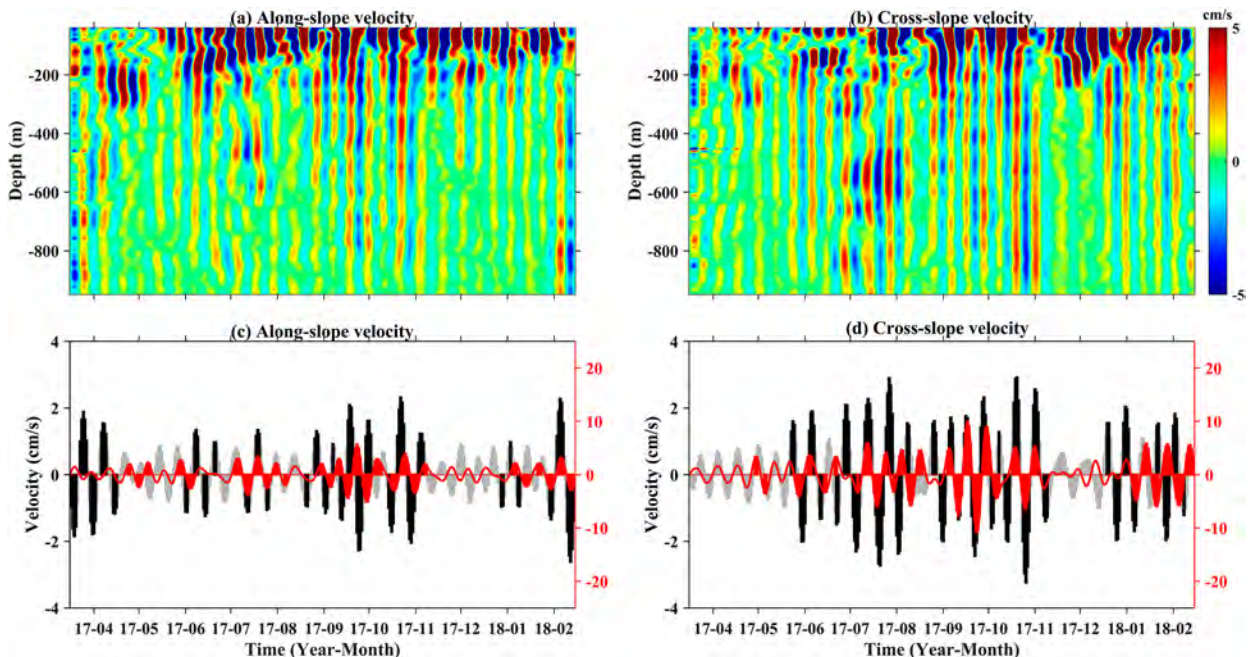 (a) Along-slope velocity
(b) Cross-slope velocity
cm/s
Depth (m)
-200
-400
-600
-800
Depth (m)
-200
-400
-600
-800
5
0
-5
(c) Along-slope velocity
(d) Cross-slope velocity
Velocity (cm/s)
4
2
0
-2
-4
20
10
0
-10
-20
Velocity (cm/s)
4
2
0
-2
-4
20
10
0
-10
-20
17-04 17-05 17-06 17-07 17-08 17-09 17-10 17-11 17-12 18-01 18-02
17-04 17-05 17-06 17-07 17-08 17-09 17-10 17-11 17-12 18-01 18-02
Time (Year-Month)
Time (Year-Month)